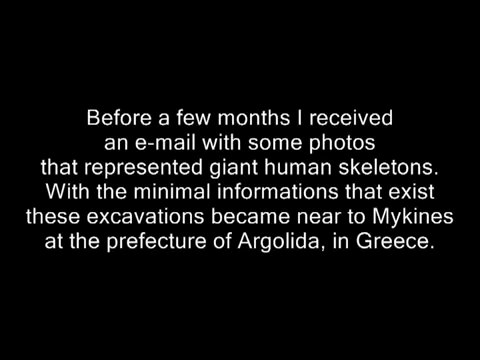 Before a few months I received
an e-mail with some photos
that represented giant human skeletons.
With the minimal informations that exist
these excavations became near to Mykines
at the prefecture of Argolida, in Greece.